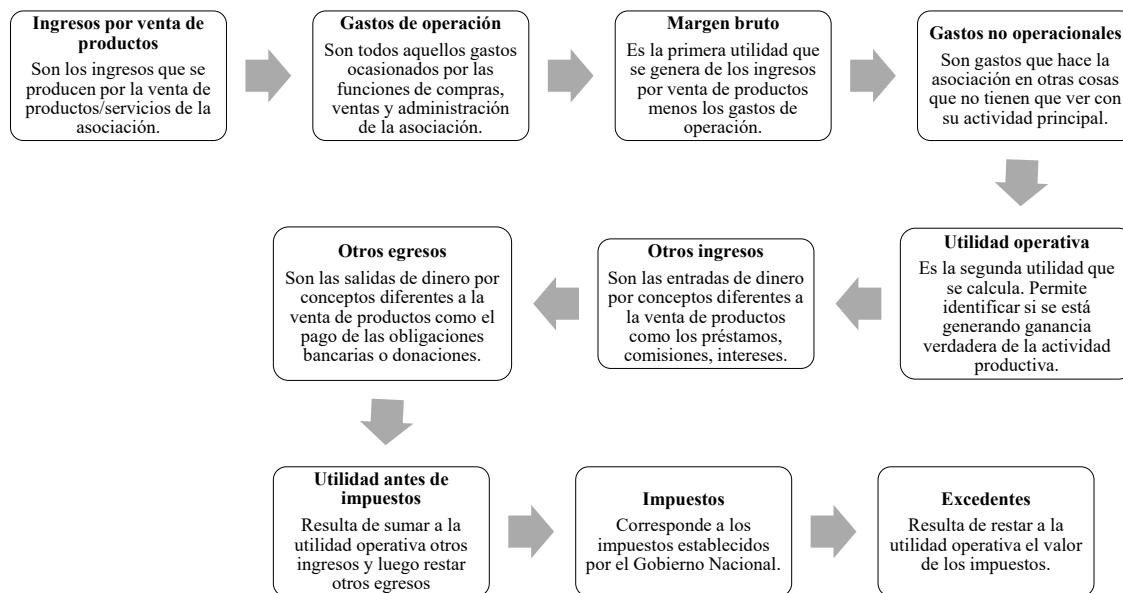 Ingresos por venta de
productos
Son los ingresos que se
producen por la venta de
productos/servicios de la
asociación.
Gastos de operación
Son todos aquellos gastos
ocasionados por las
funciones de compras,
ventas y administración
de la asociación.
Margen bruto
Es la primera utilidad que
se genera de los ingresos
por venta de productos
menos los gastos de
operación.
Gastos no operacionales
Son gastos que hace la
asociación en otras cosas
que no tienen que ver con
su actividad principal.
Utilidad operativa
Es la segunda utilidad que
se calcula. Permite
identificar si se está
generando ganancia
verdadera de la actividad
productiva.
Otros ingresos
Son las entradas de dinero
por conceptos diferentes a
la venta de productos
como los préstamos,
comisiones, intereses.
Otros egresos
Son las salidas de dinero por
conceptos diferentes a la
venta de productos como el
pago de las obligaciones
bancarias o donaciones.
Utilidad antes de
impuestos
Resulta de sumar a la
utilidad operativa otros
ingresos y luego restar
otros egresos
Impuestos
Corresponde a los
impuestos establecidos
por el Gobierno Nacional.
Excedentes
Resulta de restar a la
utilidad operativa el valor
de los impuestos.